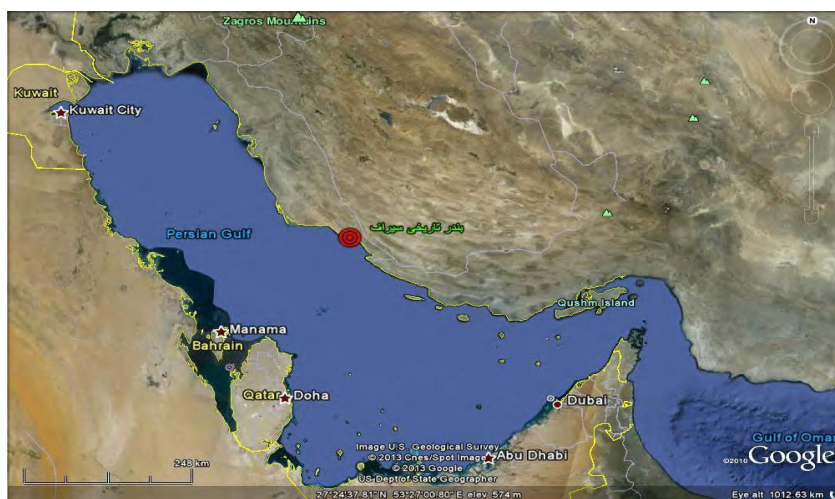 Zagros Mountains
N
Kuwait
Kuwait City
بندر تاریخی سیراف
Persian Gulf
Qushm Island
Manama
Bahrain
Qatar
Doha
Dubai
Image U.S. Geological Survey
© 2013 Cnes/Spot Image
Abu Dhabi
© 2013 Google
US Dept of State Geographer
Gulf of Oman
©2010 Google
248 km
27°24'37.81" N 53°27'00.80" E elev 574 m
Eye alt 1012.63 km